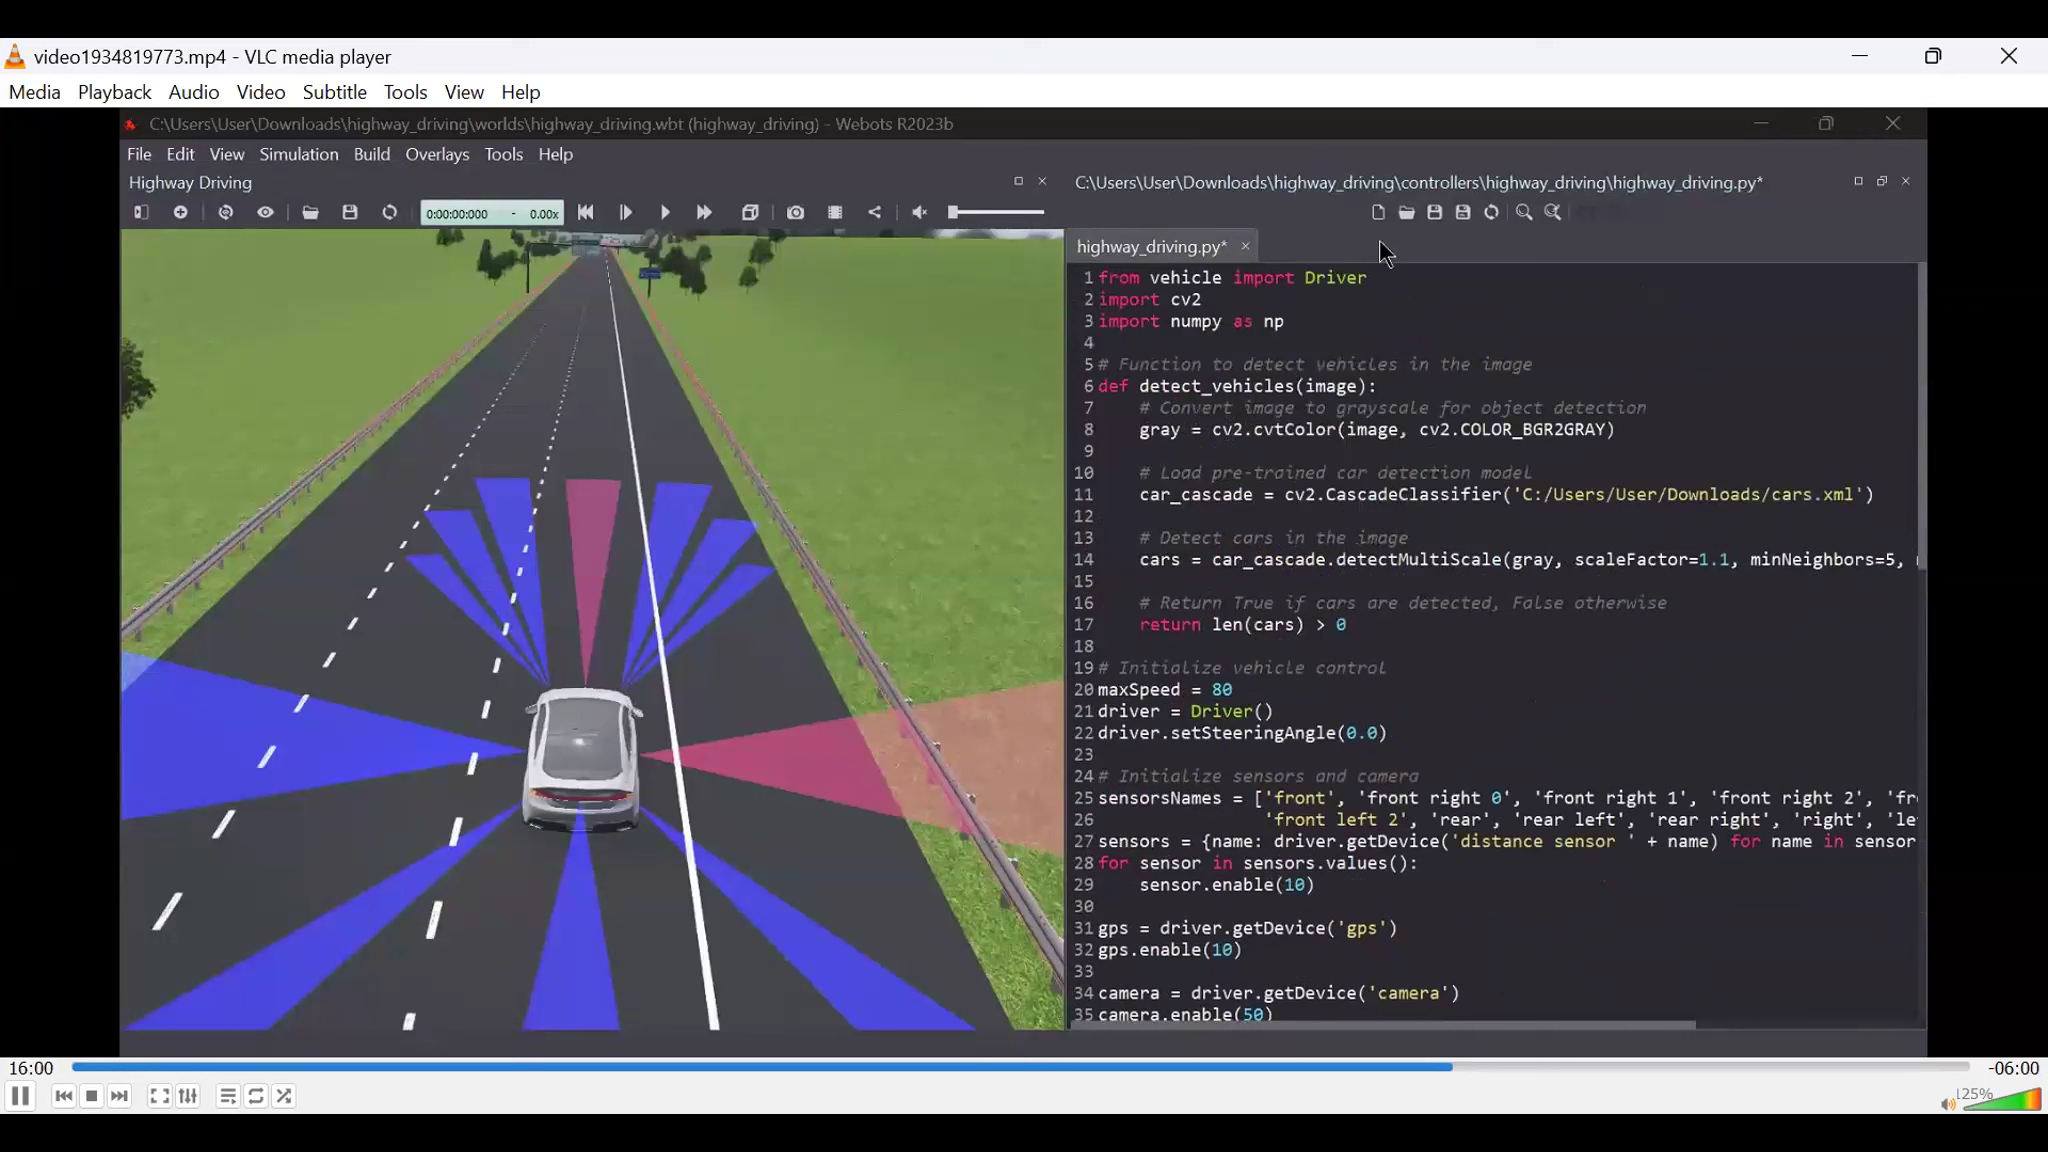 video1934819773.mp4 - VLC media player
Media Playback Audio Video Subtitle Tools View Help
C:\Users\User\Downloads\highway_driving\worlds\highway_driving.wbt (highway_driving) - Webots R2023b
File Edit View Simulation Build Overlays Tools Help
Highway Driving
0:00:00:000 - 0.00x
C:\Users\User\Downloads\highway_driving\controllers\highway_driving\highway_driving.py*
highway_driving.py*
1 from vehicle import Driver
2 import cv2
3 import numpy as np
4
5 # Function to detect vehicles in the image
6 def detect_vehicles(image):
7     # Convert image to grayscale for object detection
8     gray = cv2.cvtColor(image, cv2.COLOR_BGR2GRAY)
9
10     # Load pre-trained car detection model
11     car_cascade = cv2.CascadeClassifier('C:/Users/User/Downloads/cars.xml')
12
13     # Detect cars in the image
14     cars = car_cascade.detectMultiScale(gray, scaleFactor=1.1, minNeighbors=5,
15
16     # Return True if cars are detected, False otherwise
17     return len(cars) > 0
18
19 # Initialize vehicle control
20 maxSpeed = 80
21 driver = Driver()
22 driver.setSteeringAngle(0.0)
23
24 # Initialize sensors and camera
25 sensorsNames = ['front', 'front right 0', 'front right 1', 'front right 2', 'fr
26                 'front left 2', 'rear', 'rear left', 'rear right', 'right', 'le
27 sensors = {name: driver.getDevice('distance sensor ' + name) for name in sensor
28 for sensor in sensors.values():
29     sensor.enable(10)
30
31 gps = driver.getDevice('gps')
32 gps.enable(10)
33
34 camera = driver.getDevice('camera')
35 camera.enable(50)
16:00
-06:00
125%